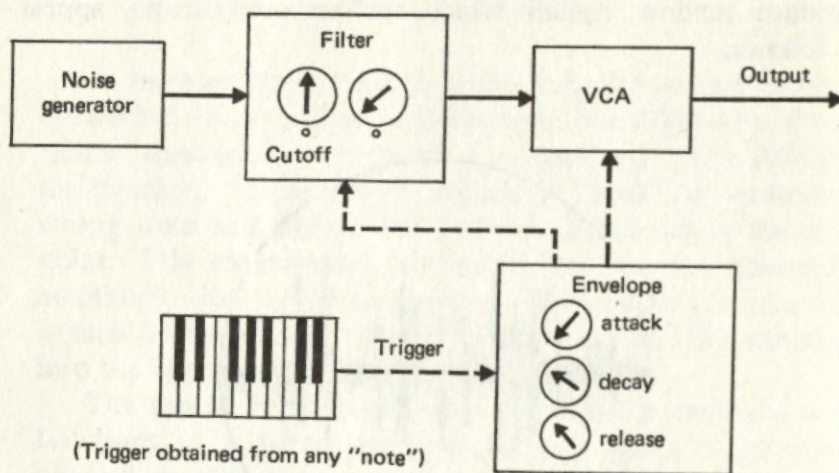 Noise
generator
Filter
Cutoff
VCA
Output
Envelope
attack
decay
release
Trigger
(Trigger obtained from any "note")